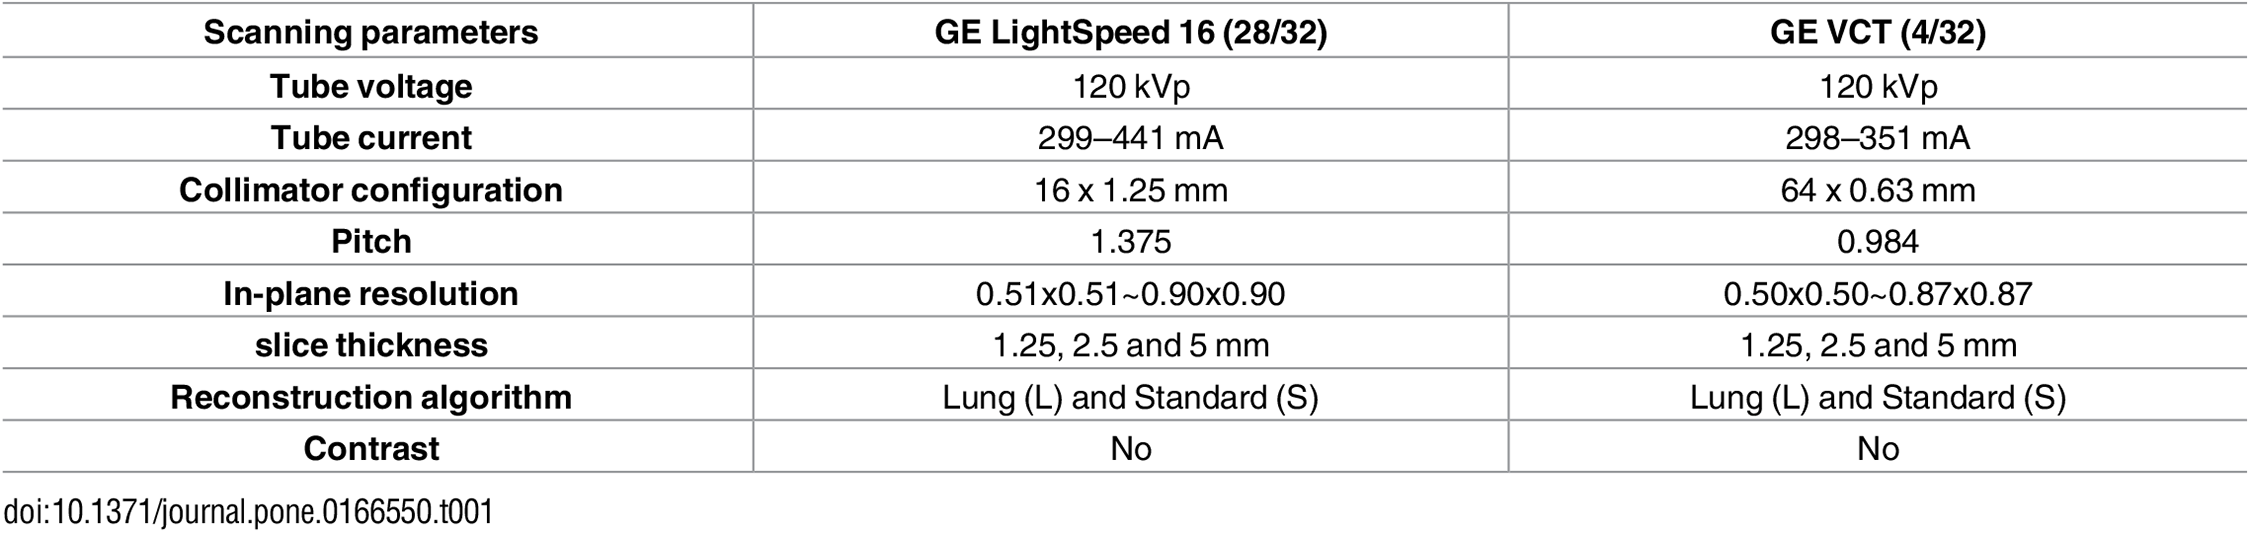 Scanning parameters GE LightSpeed 16 (28/32) GE VCT (4/32)
Tube voltage 120 kVp 120 kVp
Tube current 299–441 mA 298–351 mA
Collimator configuration 16 x 1.25 mm 64 x 0.63 mm
Pitch 1.375 0.984
In-plane resolution 0.51x0.51~0.90x0.90 0.50x0.50~0.87x0.87
slice thickness 1.25, 2.5 and 5 mm 1.25, 2.5 and 5 mm
Reconstruction algorithm Lung (L) and Standard (S) Lung (L) and Standard (S)
Contrast No No
doi:10.1371/journal.pone.0166550.t001